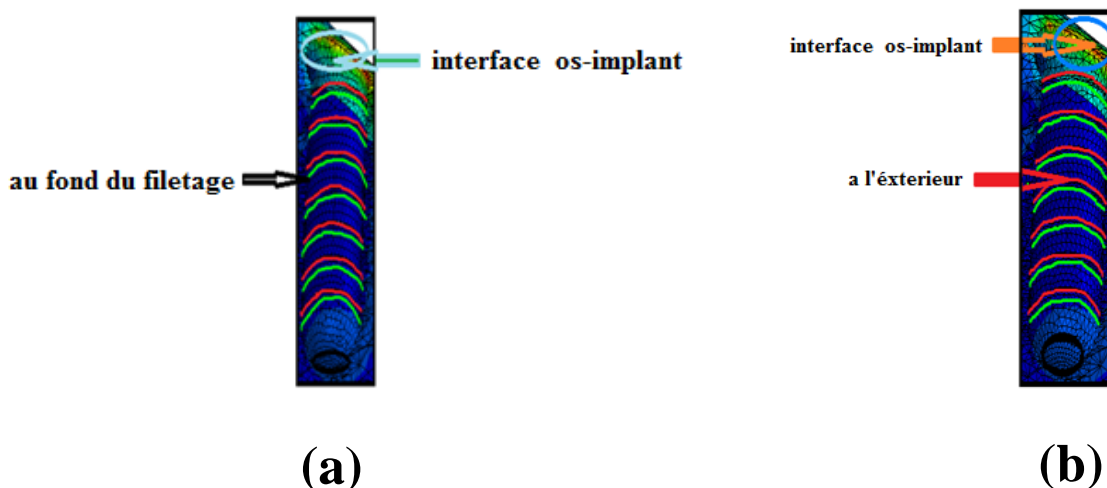 interface os-implant
au fond du filetage
(a)
interface os-implant
a l'éxterieur
(b)